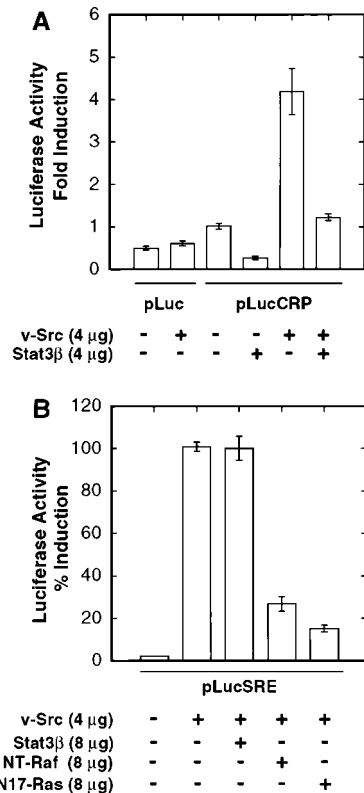 A
Luciferase Activity
Fold Induction
6
5
4
3
2
1
0
pLuc pLucCRP
v-Src (4 µg) - + - - + +
Stat3β (4 µg) - - - + - +
B
Luciferase Activity
% Induction
120
100
80
60
40
20
0
pLucSRE
v-Src (4 µg) - + + + +
Stat3β (8 µg) - - + - -
NT-Raf (8 µg) - - - + -
N17-Ras (8 µg) - - - - +